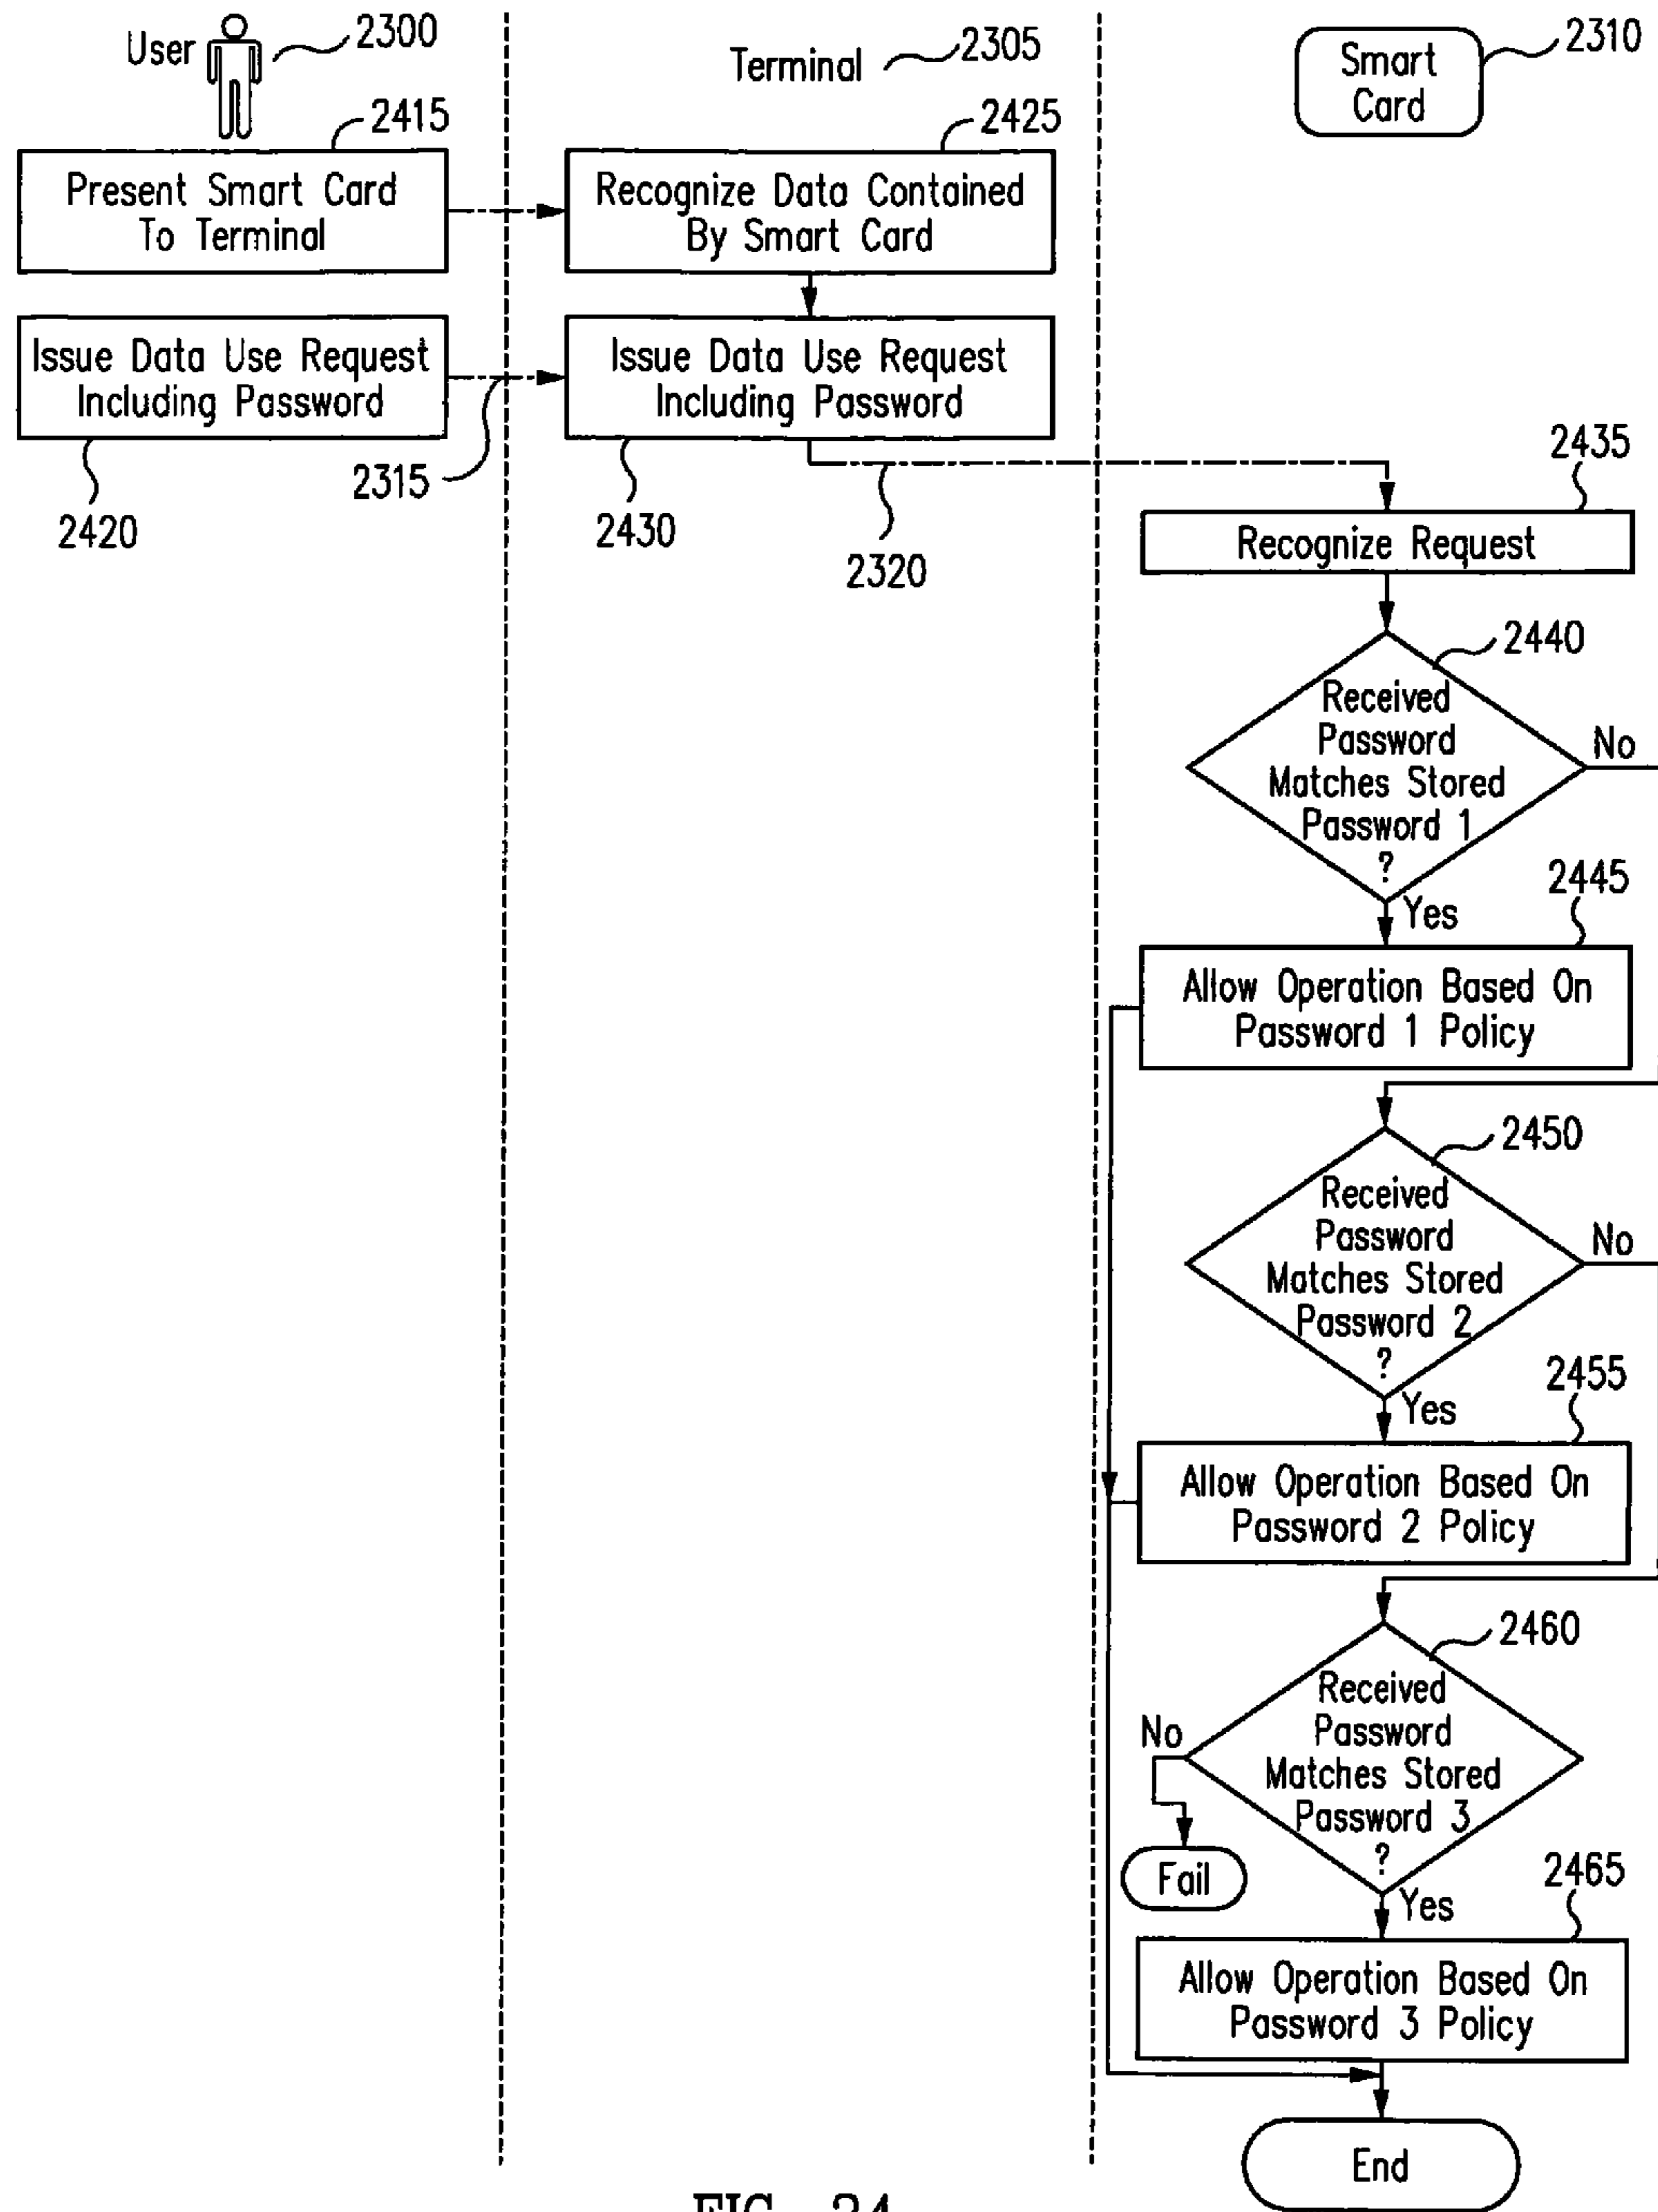 User
2300
Terminal
2305
Smart
Card
2310
2415
Present Smart Card
To Terminal
2425
Recognize Data Contained
By Smart Card
Issue Data Use Request
Including Password
2420
2315
Issue Data Use Request
Including Password
2430
2320
2435
Recognize Request
2440
Received
Password
Matches Stored
Password 1
?
No
Yes
2445
Allow Operation Based On
Password 1 Policy
2450
Received
Password
Matches Stored
Password 2
?
No
Yes
2455
Allow Operation Based On
Password 2 Policy
2460
Received
Password
Matches Stored
Password 3
?
No
Fail
Yes
2465
Allow Operation Based On
Password 3 Policy
End
FIG. 24